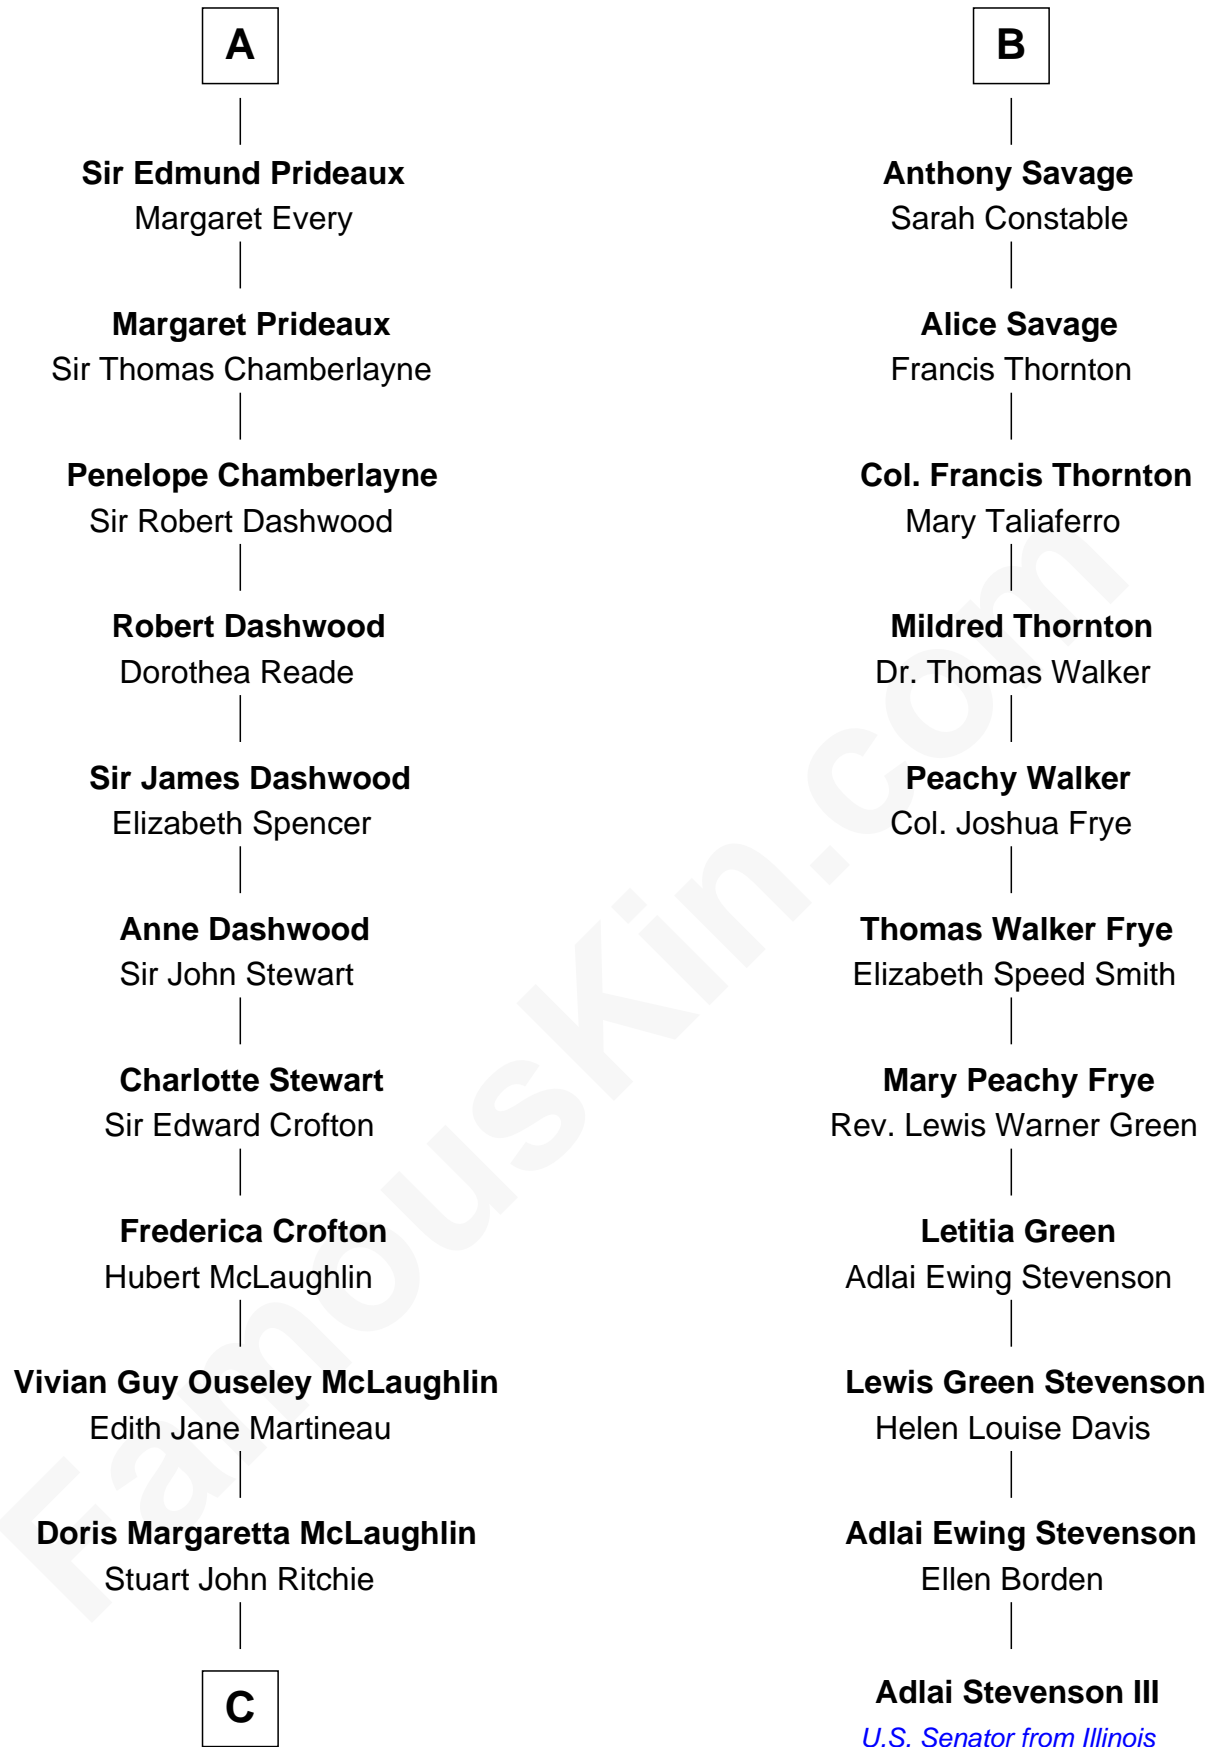 A
Sir Edmund Prideaux
Margaret Every
Margaret Prideaux
Sir Thomas Chamberlayne
Penelope Chamberlayne
Sir Robert Dashwood
Robert Dashwood
Dorothea Reade
Sir James Dashwood
Elizabeth Spencer
Anne Dashwood
Sir John Stewart
Charlotte Stewart
Sir Edward Crofton
Frederica Crofton
Hubert McLaughlin
Vivian Guy Ouseley McLaughlin
Edith Jane Martineau
Doris Margaretta McLaughlin
Stuart John Ritchie
C
B
Anthony Savage
Sarah Constable
Alice Savage
Francis Thornton
Col. Francis Thornton
Mary Taliaferro
Mildred Thornton
Dr. Thomas Walker
Peachy Walker
Col. Joshua Frye
Thomas Walker Frye
Elizabeth Speed Smith
Mary Peachy Frye
Rev. Lewis Warner Green
Letitia Green
Adlai Ewing Stevenson
Lewis Green Stevenson
Helen Louise Davis
Adlai Ewing Stevenson
Ellen Borden
Adlai Stevenson III
U.S. Senator from Illinois
FamousKin.com